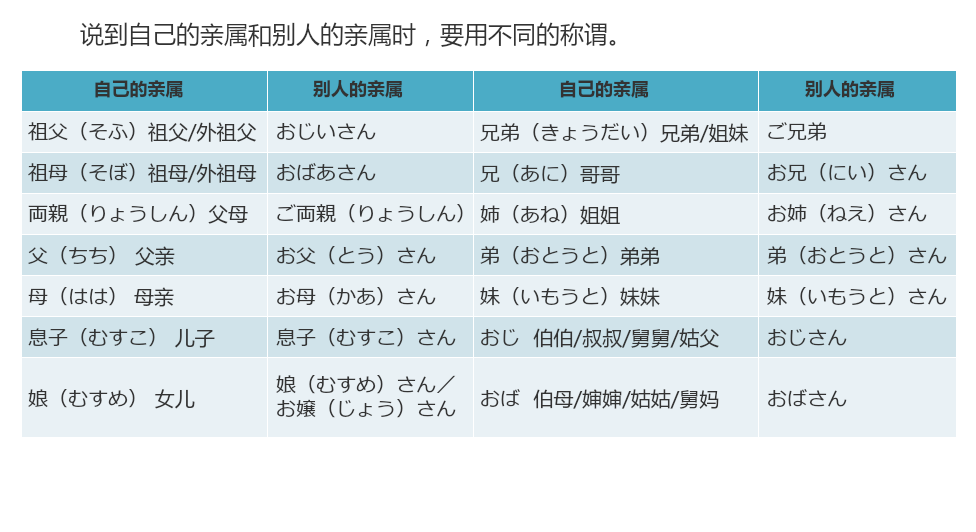 说到自己的亲属和别人的亲属时，要用不同的称谓。
自己的亲属 别人的亲属 自己的亲属 别人的亲属
祖父（そふ）祖父/外祖父 おじいさん 兄弟（きょうだい）兄弟/姐妹 ご兄弟
祖母（そぼ）祖母/外祖母 おばあさん 兄（あに）哥哥 お兄（にい）さん
両親（りょうしん）父母 ご両親（りょうしん） 姉（あね）姐姐 お姉（ねえ）さん
父（ちち） 父亲 お父（とう）さん 弟（おとうと）弟弟 弟（おとうと）さん
母（はは） 母亲 お母（かあ）さん 妹（いもうと）妹妹 妹（いもうと）さん
息子（むすこ） 儿子 息子（むすこ）さん おじ 伯伯/叔叔/舅舅/姑父 おじさん
娘（むすめ） 女儿 娘（むすめ）さん／ おば 伯母/婶婶/姑姑/舅妈 おばさん
お嬢（じょう）さん